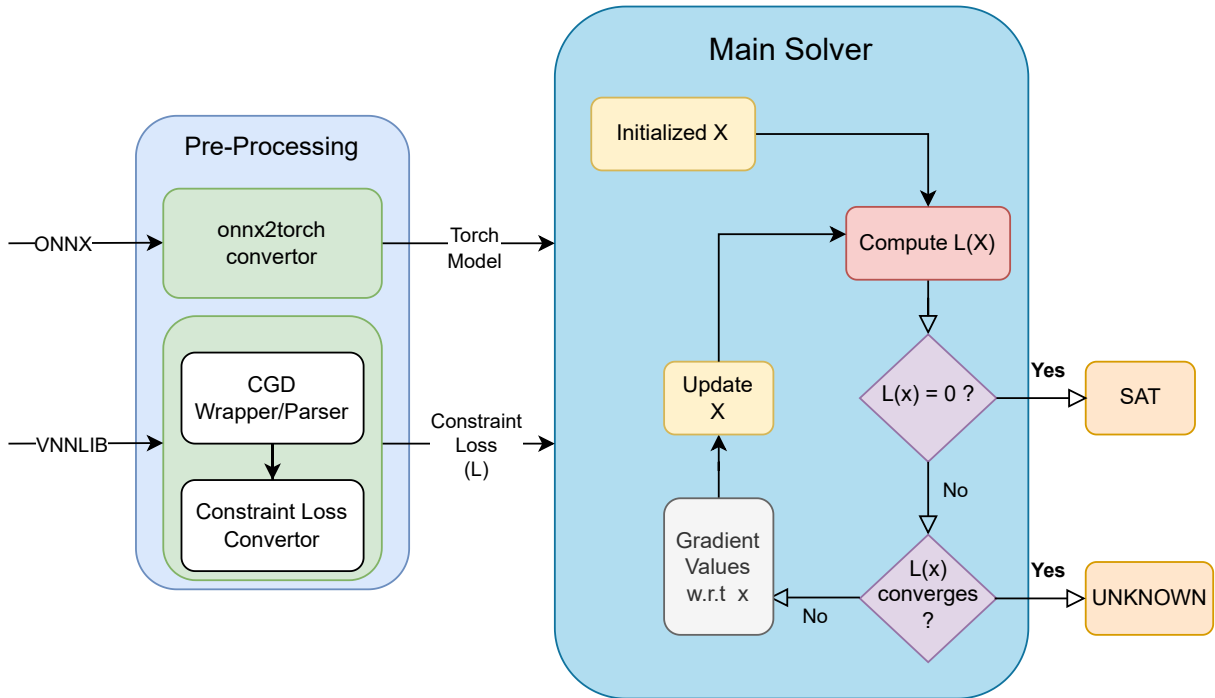 Main Solver
Initialized X
Pre-Processing
onnx2torch
convertor
ONNX
Torch
Model
Compute L(X)
CGD
Wrapper/Parser
Update
X
L(x) = 0 ?
Yes
SAT
VNNLIB
Constraint
Loss
(L)
No
Constraint Loss
Convertor
Gradient
Values
w.r.t x
L(x)
converges
?
Yes
UNKNOWN
No